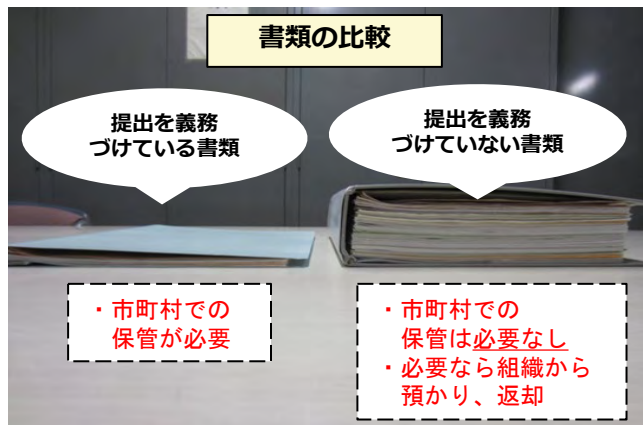 書類の比較
提出を義務
づけている書類
提出を義務
づけていない書類
・市町村での
保管が必要
・市町村での
保管は必要なし
・必要なら組織から
預かり、返却